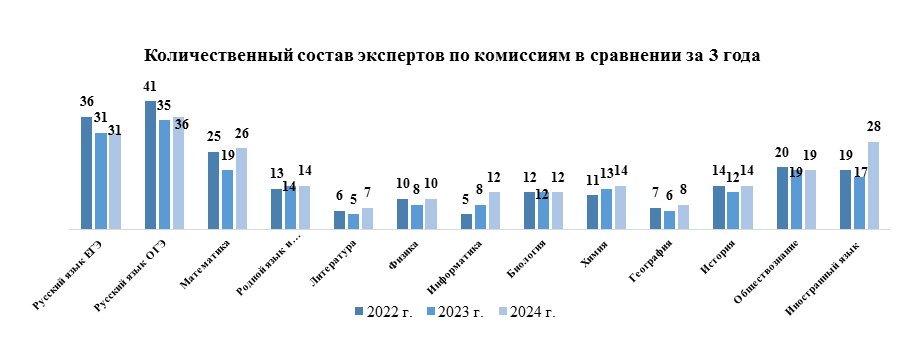 Количественный состав экспертов по комиссиям в сравнении за 3 года
36 31 31
41 35 36
25 19 26
13 14 14
6 5 7
10 8 10
5 8 12
12 12 12
11 13 14
7 6 8
14 12 14
20 19 19
19 17 28
Русский язык ЕГЭ
Русский язык ОГЭ
Математика
Родной язык и…
Литература
Физика
Информатика
Биология
Химия
География
История
Обществознание
Иностранный язык
2022 г. 2023 г. 2024 г.